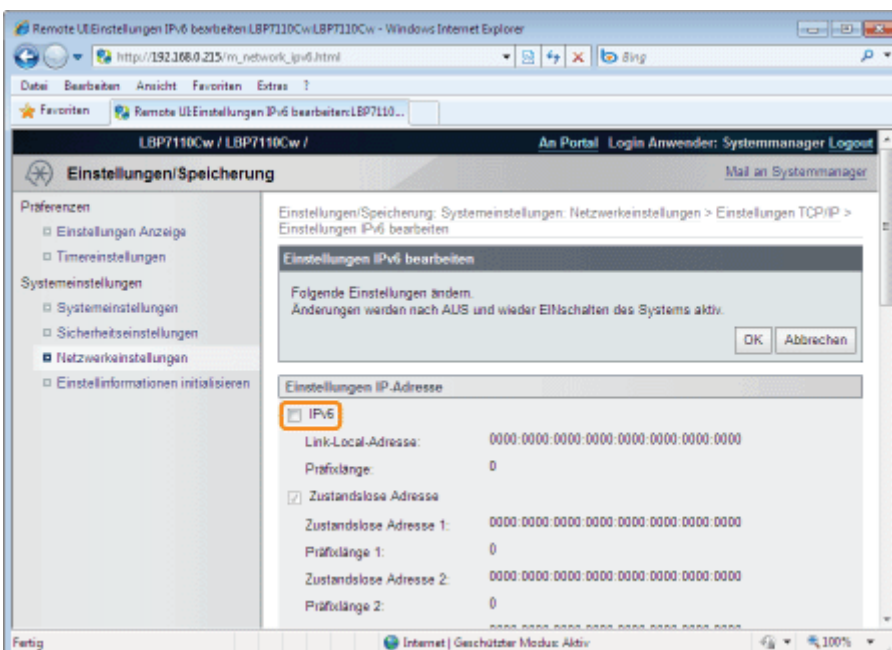 Remote UI:Einstellungen IPv6 bearbeiten:LBP7110Cw:LBP7110Cw - Windows Internet Explorer
http://192.168.0.215/m_network_ipv6.html
Bing
Datei Bearbeiten Ansicht Favoriten Extras ?
Favoriten Remote UI:Einstellungen IPv6 bearbeiten:LBP7110...
LBP7110Cw / LBP7110Cw / An Portal Login Anwender: Systemmanager Logout
Einstellungen/Speicherung Mail an Systemmanager
Präferenzen
Einstellungen Anzeige
Timereinstellungen
Systemeinstellungen
Systemeinstellungen
Sicherheitseinstellungen
Netzwerkeinstellungen
Einstellinformationen initialisieren
Einstellungen/Speicherung: Systemeinstellungen: Netzwerkeinstellungen > Einstellungen TCP/IP >
Einstellungen IPv6 bearbeiten
Einstellungen IPv6 bearbeiten
Folgende Einstellungen ändern.
Änderungen werden nach AUS und wieder EINschalten des Systems aktiv.
OK Abbrechen
Einstellungen IP-Adresse
IPv6
Link-Local-Adresse: 0000:0000:0000:0000:0000:0000:0000:0000
Präfixlänge: 0
Zustandslose Adresse
Zustandslose Adresse 1: 0000:0000:0000:0000:0000:0000:0000:0000
Präfixlänge 1: 0
Zustandslose Adresse 2: 0000:0000:0000:0000:0000:0000:0000:0000
Präfixlänge 2: 0
Fertig Internet | Geschützter Modus: Aktiv 100%